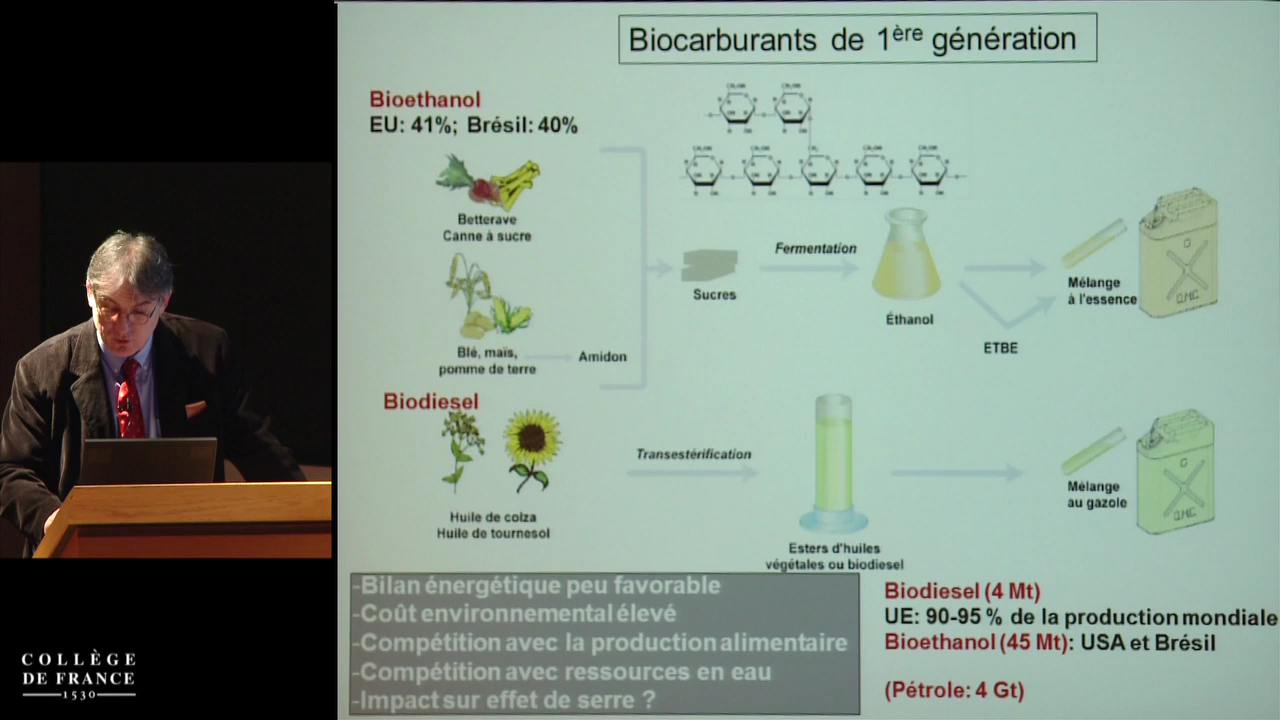 Biocarburants de 1ère génération
Bioethanol
EU: 41%; Brésil: 40%
Betterave
Canne à sucre
Blé, maïs,
pomme de terre
Amidon
Sucres
Fermentation
Éthanol
ETBE
Mélange
à l'essence
G
QMC
Biodiesel
Huile de colza
Huile de tournesol
Transestérification
Esters d'huiles
végétales ou biodiesel
Mélange
au gazole
G
QMC
-Bilan énergétique peu favorable
-Coût environnemental élevé
-Compétition avec la production alimentaire
-Compétition avec ressources en eau
-Impact sur effet de serre ?
Biodiesel (4 Mt)
UE: 90-95 % de la production mondiale
Bioethanol (45 Mt): USA et Brésil
(Pétrole: 4 Gt)
COLLÈGE
DE FRANCE
1530